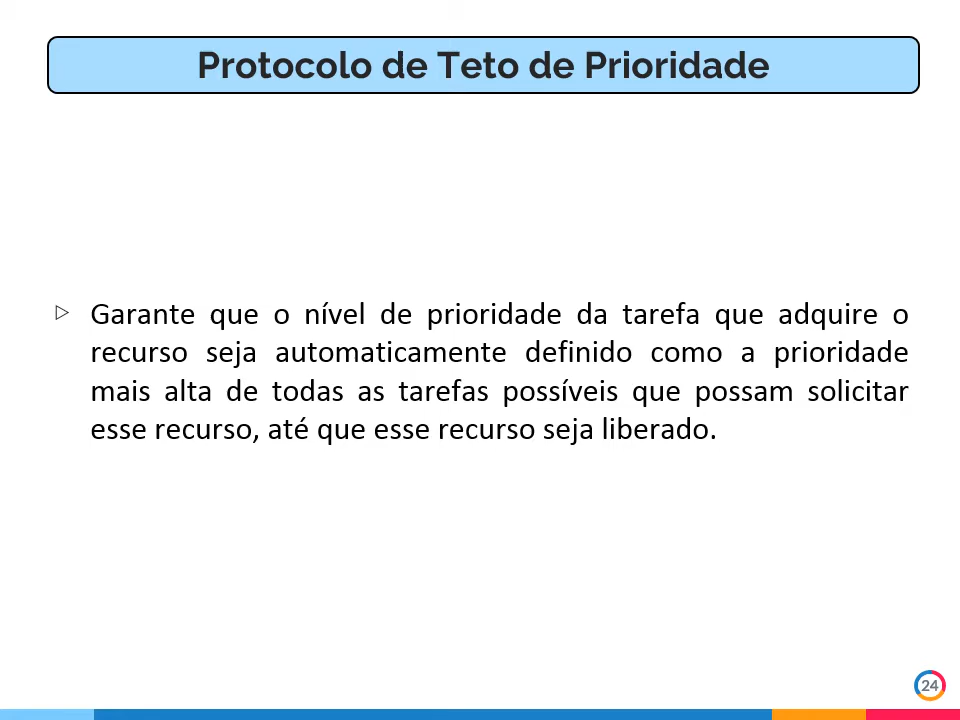 Protocolo de Teto de Prioridade
Garante que o nível de prioridade da tarefa que adquire o
recurso seja automaticamente definido como a prioridade
mais alta de todas as tarefas possíveis que possam solicitar
esse recurso, até que esse recurso seja liberado.
24